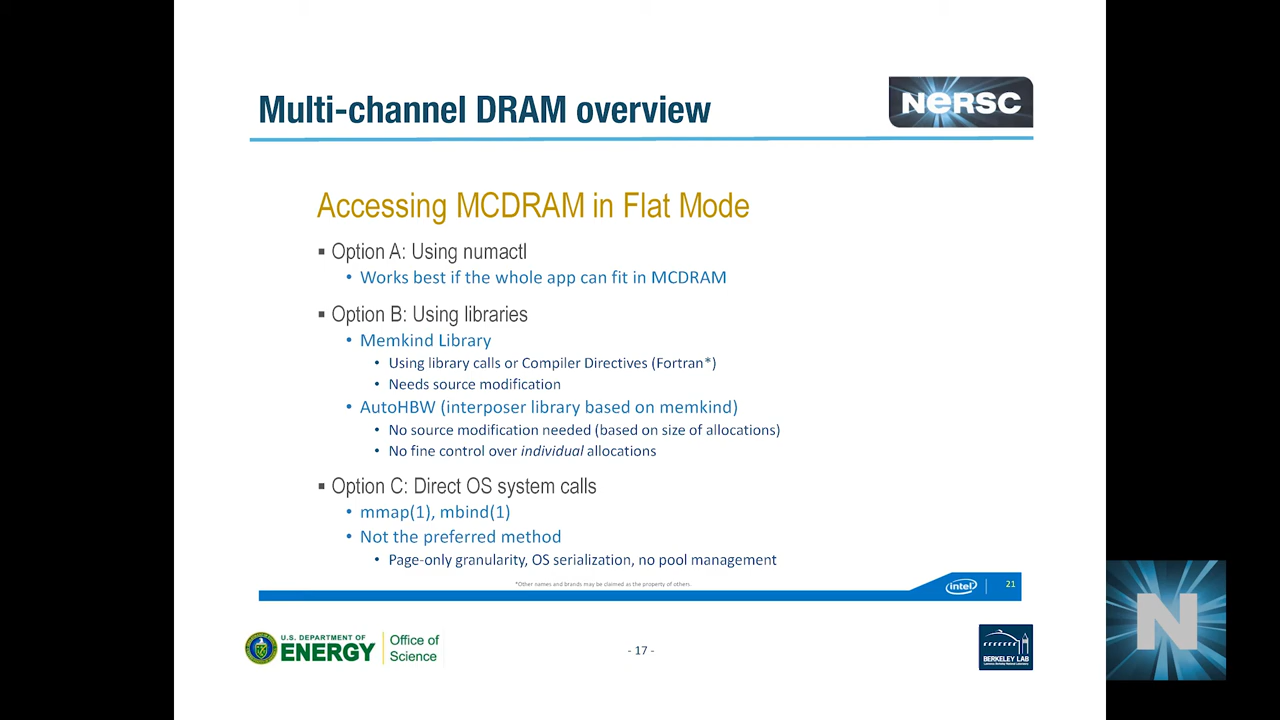 Multi-channel DRAM overview
NERSC
Accessing MCDRAM in Flat Mode
▪ Option A: Using numactl
• Works best if the whole app can fit in MCDRAM
▪ Option B: Using libraries
• Memkind Library
• Using library calls or Compiler Directives (Fortran*)
• Needs source modification
• AutoHBW (interposer library based on memkind)
• No source modification needed (based on size of allocations)
• No fine control over individual allocations
▪ Option C: Direct OS system calls
• mmap(1), mbind(1)
• Not the preferred method
• Page-only granularity, OS serialization, no pool management
*Other names and brands may be claimed as the property of others.
intel
21
U.S. DEPARTMENT OF
ENERGY
Office of
Science
- 17 -
BERKELEY LAB
N